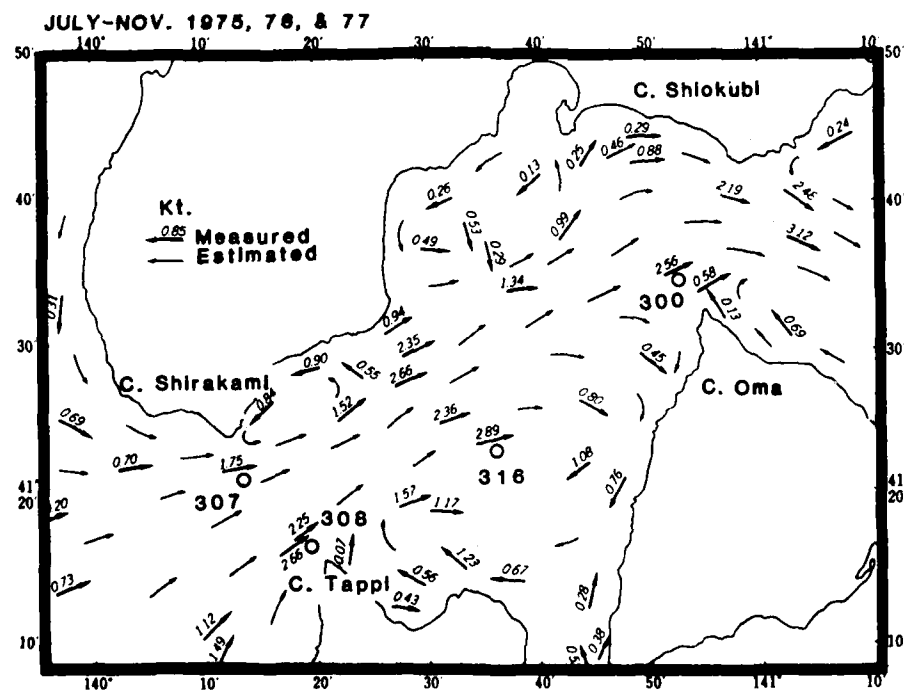 JULY-NOV. 1975, 76, & 77
140° 10' 20' 30' 40' 50' 141° 10'
50' 50'
C. Shiokubi
0.29 0.24
0.25 0.46 0.88
0.13
40' 0.26 2.19 2.46 40'
Kt.
0.85 Measured
0.53 0.99 3.12
0.49 0.29
Estimated
2.56 0.58
1.34
0.31 300 0.13
0.94 0.69
30' 2.35 0.45 30'
0.90 0.55 2.66
C. Shirakami C. Oma
0.84 1.52 0.80
0.69 2.36
2.89
0.70 1.75 1.08
316 0.76
41° 20' 307 41° 20'
1.57 1.17
0.20 2.25 308
2.66 0.07 1.23
0.73 C. Tappi 0.56 0.67
0.43 0.28
1.12
10' 1.49 0.38 10'
140° 10' 20' 30' 40' 50' 141° 10'